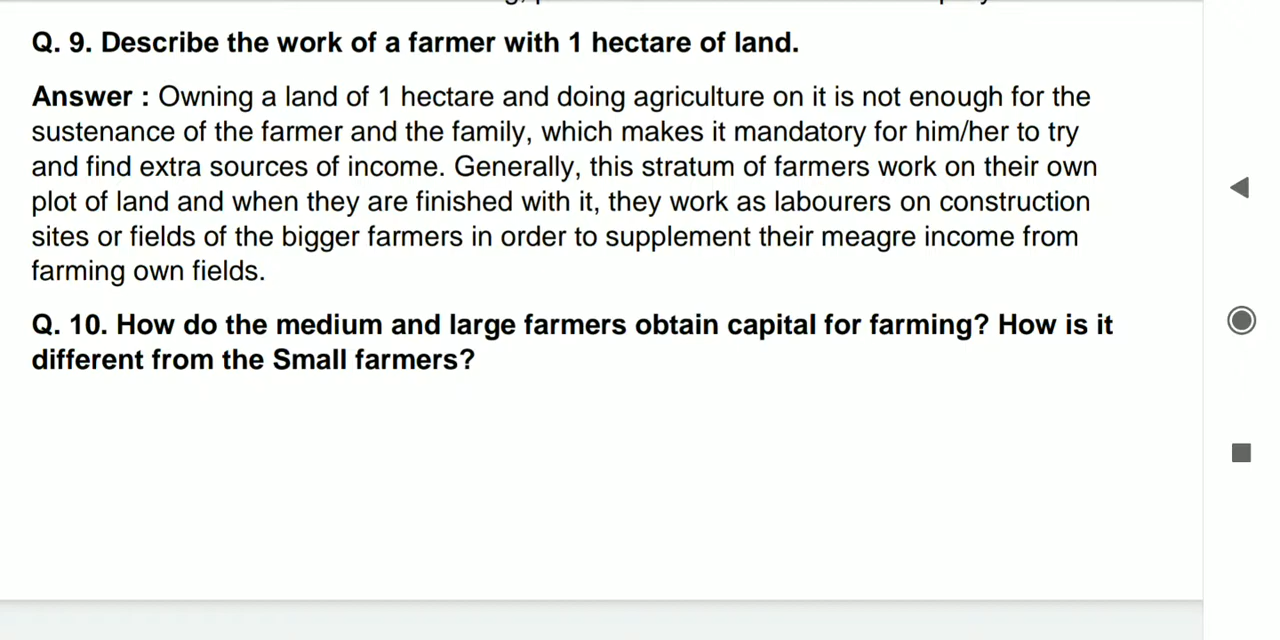 Q. 9. Describe the work of a farmer with 1 hectare of land.
Answer : Owning a land of 1 hectare and doing agriculture on it is not enough for the
sustenance of the farmer and the family, which makes it mandatory for him/her to try
and find extra sources of income. Generally, this stratum of farmers work on their own
plot of land and when they are finished with it, they work as labourers on construction
sites or fields of the bigger farmers in order to supplement their meagre income from
farming own fields.
Q. 10. How do the medium and large farmers obtain capital for farming? How is it
different from the Small farmers?